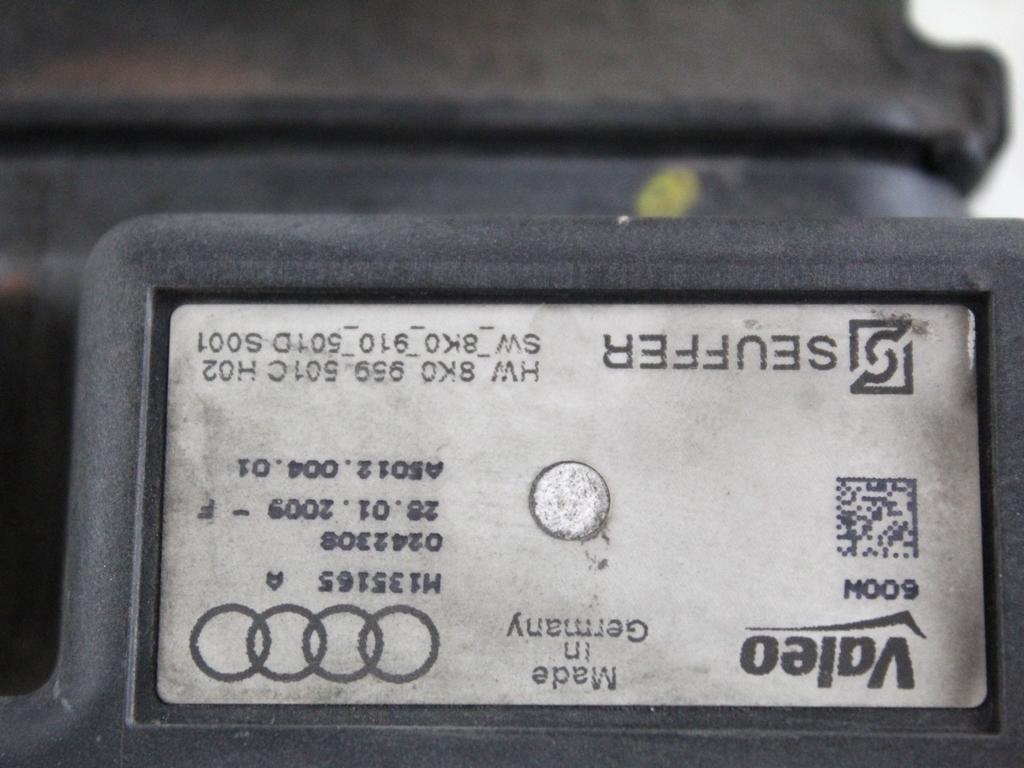 Valeo
600W
Made
in
Germany
M135165 A
0242308
28.01.2009 - F
A5012.004.01
SEUFFER
HW 8K0 959 501C H02
SW_8K0_910_501D S001